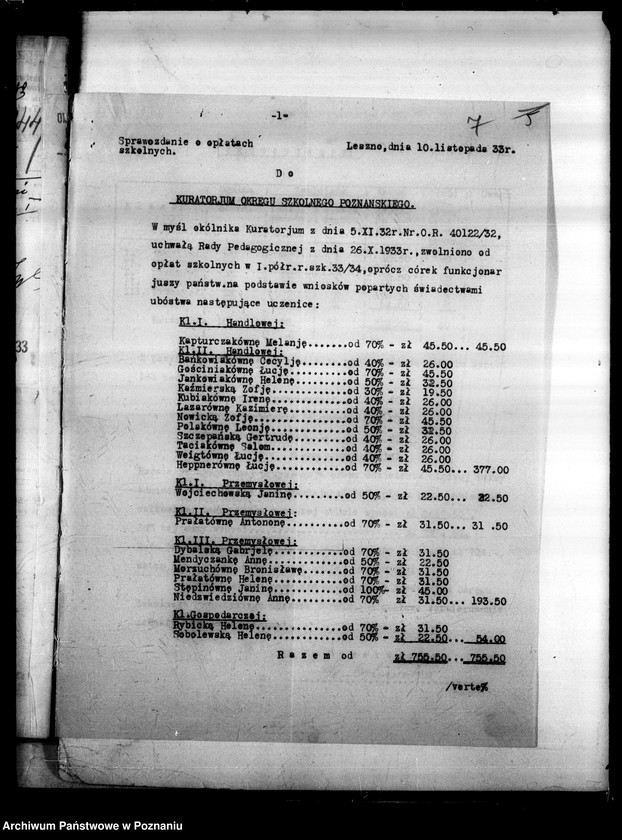 -1-
7 5
Sprawozdanie o opłatach
szkolnych.
Leszno,dnia 10.listopada 33r.
Do
KURATORJUM OKRĘGU SZKOLNEGO POZNAŃSKIEGO.
W myśl okólnika Kuratorjum z dnia 5.XI.32r.Nr.O.R. 40122/32,
uchwałą Rady Pedagogicznej z dnia 26.X.1933r.,zwolniono od
opłat szkolnych w I.półr.r.szk.33/34,oprócz córek funkcjonar
juszy państw.na podstawie wniosków popartych świadectwami
ubóstwa następujące uczenice:
Kl.I. Handlowej:
Kapturczakównę Melanję.......od 70% - zł 45.50... 45.50
Kl.II. Handlowej:
Bańkowiakównę Cecylję........od 40% - zł 26.00
Gościniakównę Łucję..........od 70% - zł 45.50
Jankowiakównę Helenę.........od 50% - zł 32.50
Kaźmierską Zofję.............od 30% - zł 19.50
Kubiakównę Irenę.............od 40% - zł 26.00
Lazarównę Kazimierę..........od 40% - zł 26.00
Nowicką Zofję................od 70% - zł 45.50
Polskównę Leonję.............od 50% - zł 32.50
Szczepańską Gertrudę.........od 40% - zł 26.00
Taciakównę Salom.............od 40% - zł 26.00
Weigtównę Łucję..............od 40% - zł 26.00
Heppnerównę Łucję............od 70% - zł 45.50... 377.00
Kl.I. Przemysłowej:
Wojciechowską Janinę.........od 50% - zł 22.50... 22.50
Kl.II. Przemysłowej:
Prałatównę Antononę..........od 70% - zł 31.50... 31 .50
Kl.III. Przemysłowej:
Dybalską Gabrjelę............od 70% - zł 31.50
Mendyczankę Annę.............od 50% - zł 22.50
Morzuchównę Bronisławę.......od 70% - zł 31.50
Prałatównę Helenę............od 70% - zł 31.50
Stępinównę Janinę............od 100%- zł 45.00
Niedzwiedziównę Annę.........od 70% zł 31.50... 193.50
Kl.Gospodarczej:
Rybicką Helenę...............od 70% - zł 31.50
Sobolewską Helenę............od 50% - zł 22.50... 54.00
Razem od zł 755.50... 755.50
/verte%
33
Archiwum Państwowe w Poznaniu